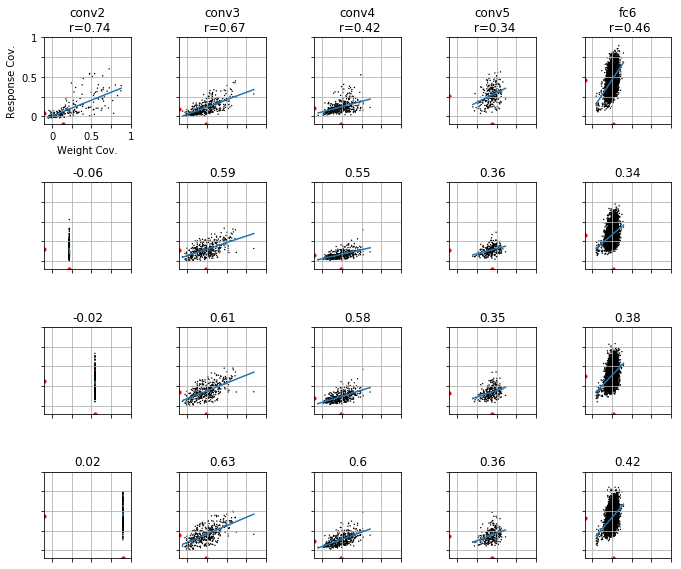 conv2
r=0.74
conv3
r=0.67
conv4
r=0.42
conv5
r=0.34
fc6
r=0.46
1
0.5
0
Response Cov.
0
0.5
1
Weight Cov.
-0.06
0.59
0.55
0.36
0.34
-0.02
0.61
0.58
0.35
0.38
0.02
0.63
0.6
0.36
0.42